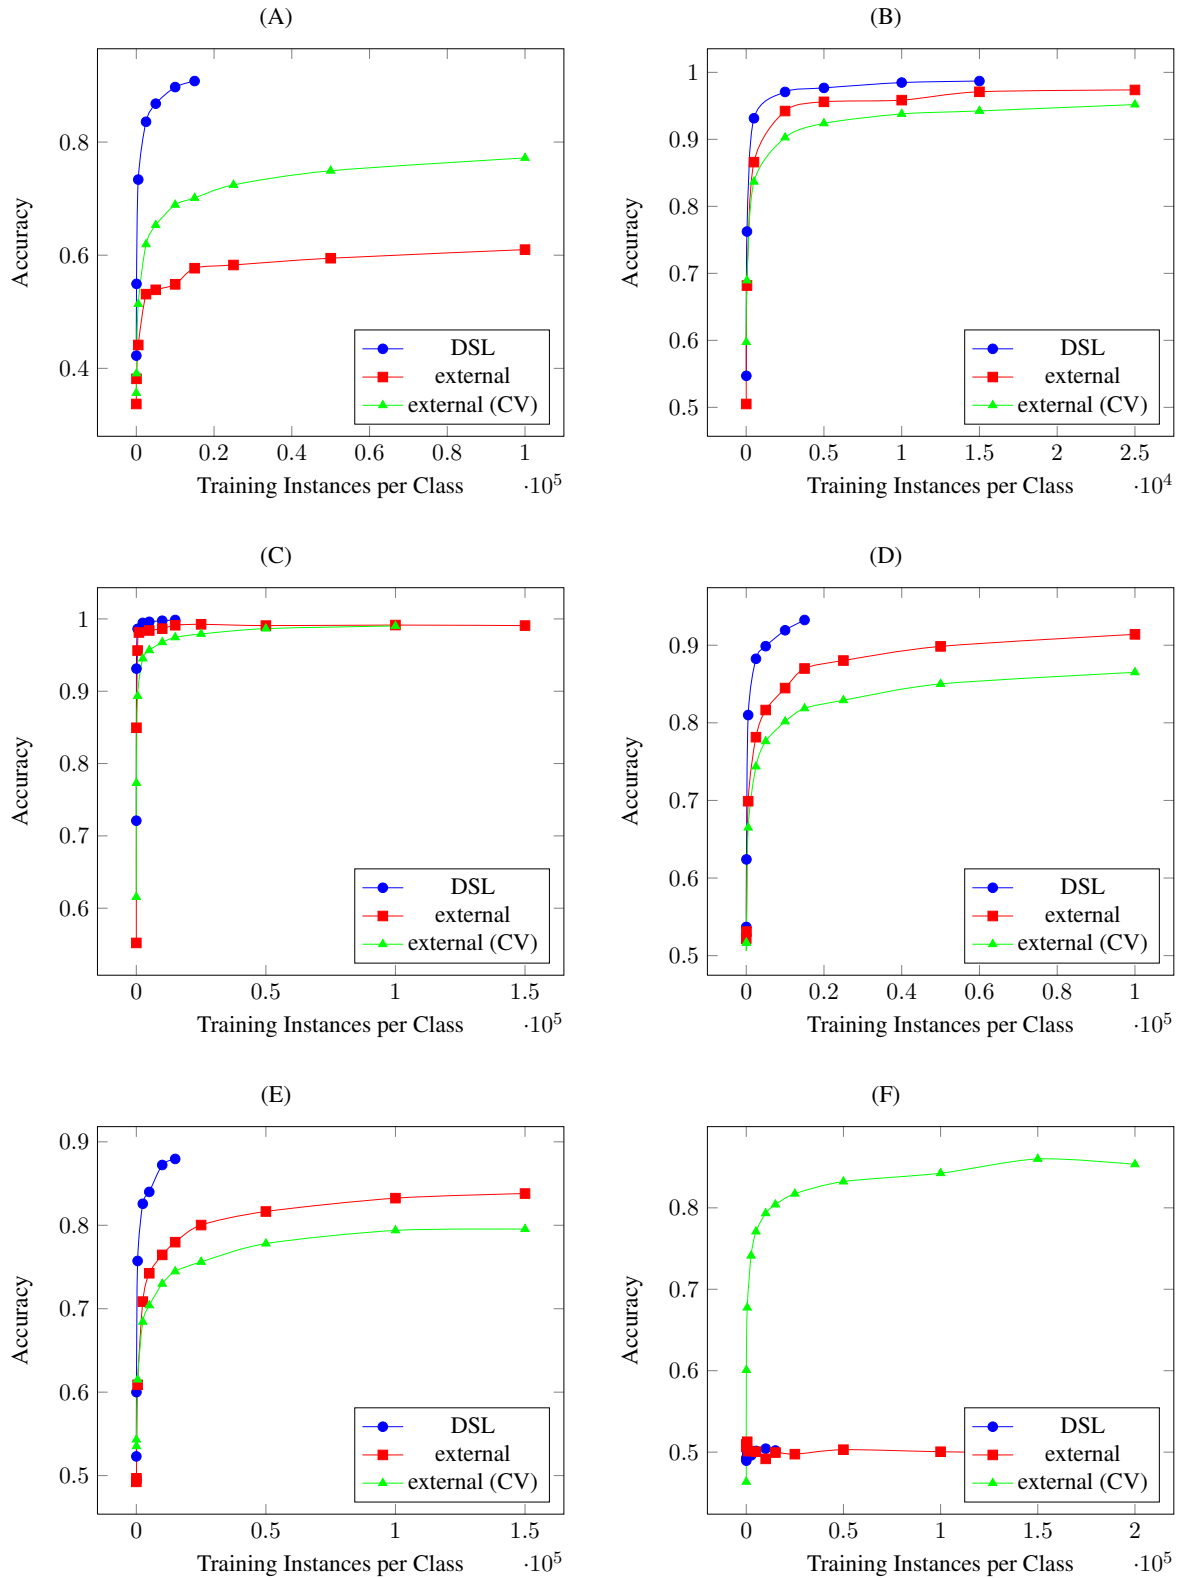 (A)
Accuracy
0.8
0.6
0.4
DSL
external
external (CV)
0 0.2 0.4 0.6 0.8 1
Training Instances per Class ·10^5
(B)
Accuracy
1
0.9
0.8
0.7
0.6
0.5
DSL
external
external (CV)
0 0.5 1 1.5 2 2.5
Training Instances per Class ·10^4
(C)
Accuracy
1
0.9
0.8
0.7
0.6
DSL
external
external (CV)
0 0.5 1 1.5
Training Instances per Class ·10^5
(D)
Accuracy
0.9
0.8
0.7
0.6
0.5
DSL
external
external (CV)
0 0.2 0.4 0.6 0.8 1
Training Instances per Class ·10^5
(E)
Accuracy
0.9
0.8
0.7
0.6
0.5
DSL
external
external (CV)
0 0.5 1 1.5
Training Instances per Class ·10^5
(F)
Accuracy
0.8
0.7
0.6
0.5
DSL
external
external (CV)
0 0.5 1 1.5 2
Training Instances per Class ·10^5